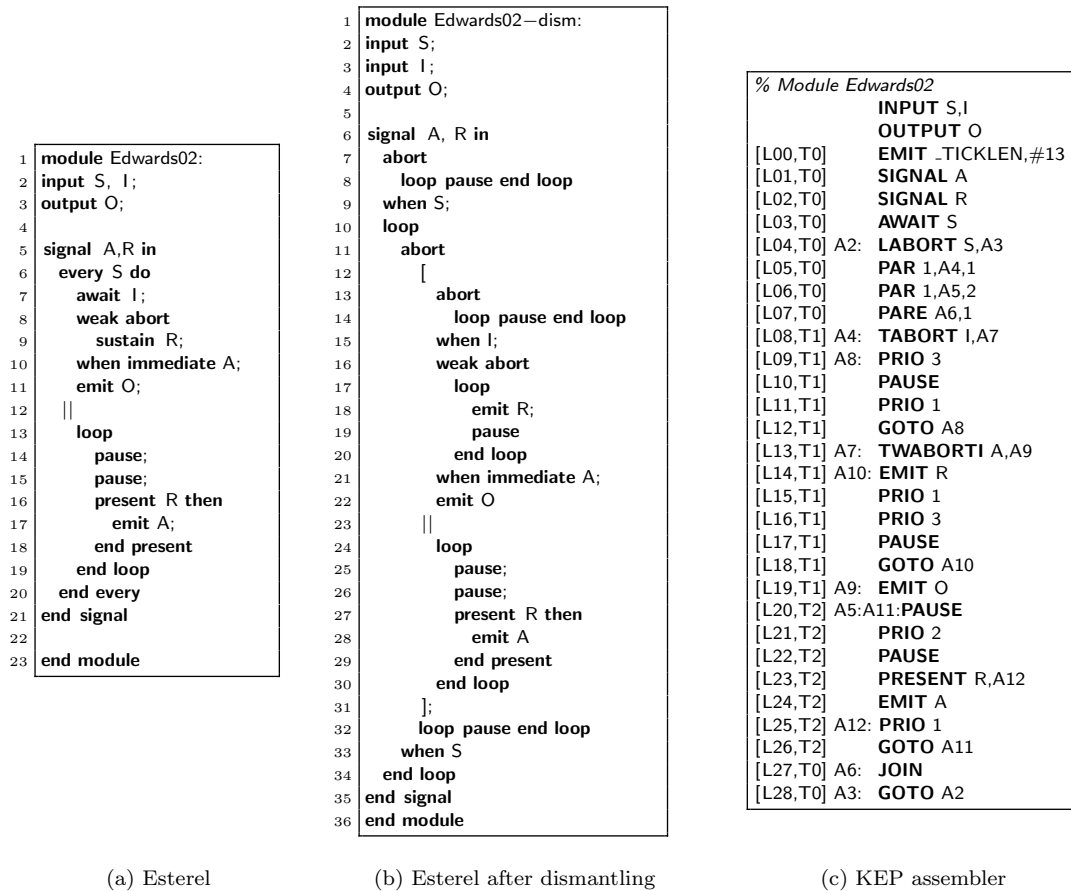 1 module Edwards02:
2 input S, I;
3 output O;
4
5 signal A,R in
6 every S do
7 await I;
8 weak abort
9 sustain R;
10 when immediate A;
11 emit O;
12 ||
13 loop
14 pause;
15 pause;
16 present R then
17 emit A;
18 end present
19 end loop
20 end every
21 end signal
22
23 end module
(a) Esterel
1 module Edwards02−dism:
2 input S;
3 input I;
4 output O;
5
6 signal A, R in
7 abort
8 loop pause end loop
9 when S;
10 loop
11 abort
12 [
13 abort
14 loop pause end loop
15 when I;
16 weak abort
17 loop
18 emit R;
19 pause
20 end loop
21 when immediate A;
22 emit O
23 ||
24 loop
25 pause;
26 pause;
27 present R then
28 emit A
29 end present
30 end loop
31 ];
32 loop pause end loop
33 when S
34 end loop
35 end signal
36 end module
(b) Esterel after dismantling
% Module Edwards02
INPUT S,I
OUTPUT O
[L00,T0] EMIT _TICKLEN,#13
[L01,T0] SIGNAL A
[L02,T0] SIGNAL R
[L03,T0] AWAIT S
[L04,T0] A2: LABORT S,A3
[L05,T0] PAR 1,A4,1
[L06,T0] PAR 1,A5,2
[L07,T0] PARE A6,1
[L08,T1] A4: TABORT I,A7
[L09,T1] A8: PRIO 3
[L10,T1] PAUSE
[L11,T1] PRIO 1
[L12,T1] GOTO A8
[L13,T1] A7: TWABORTI A,A9
[L14,T1] A10: EMIT R
[L15,T1] PRIO 1
[L16,T1] PRIO 3
[L17,T1] PAUSE
[L18,T1] GOTO A10
[L19,T1] A9: EMIT O
[L20,T2] A5:A11:PAUSE
[L21,T2] PRIO 2
[L22,T2] PAUSE
[L23,T2] PRESENT R,A12
[L24,T2] EMIT A
[L25,T2] A12: PRIO 1
[L26,T2] GOTO A11
[L27,T0] A6: JOIN
[L28,T0] A3: GOTO A2
(c) KEP assembler